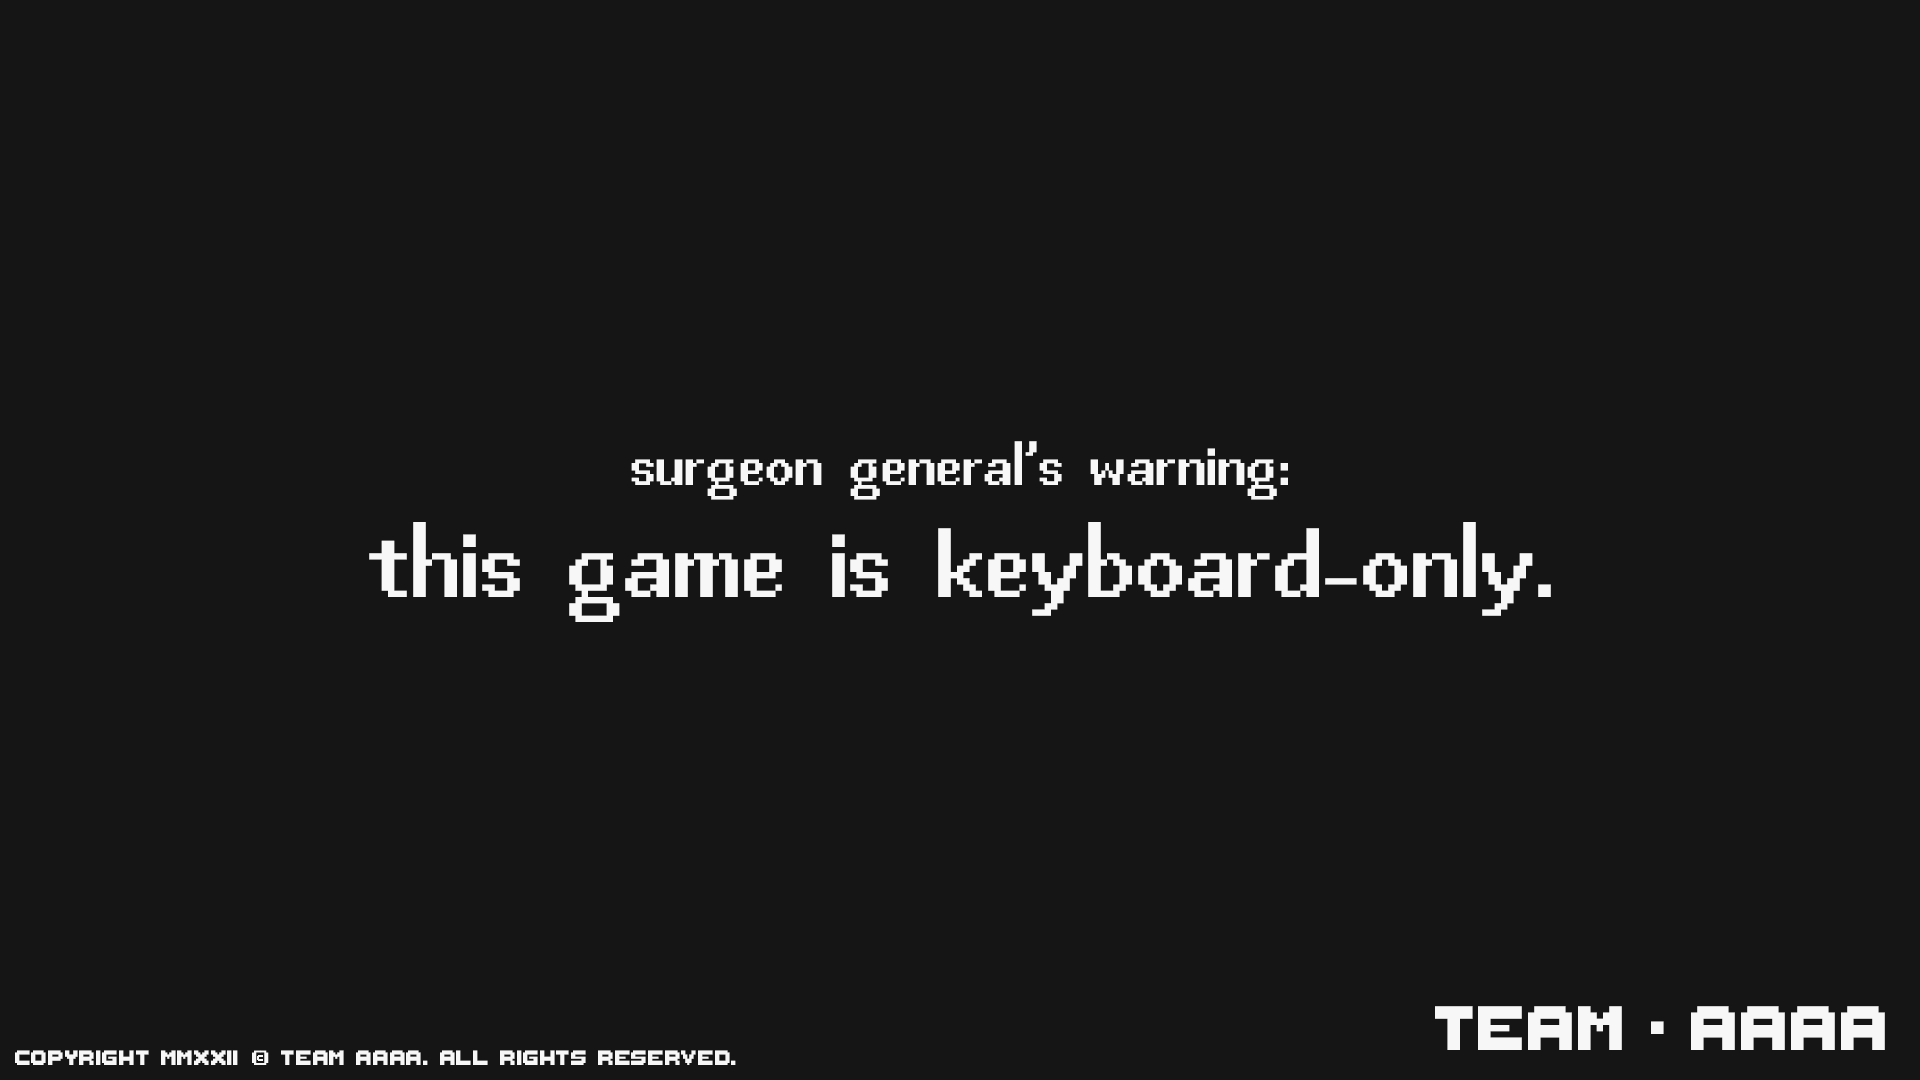 surgeon general's warning:
this game is keyboard-only.
TEAM · AAAA
COPYRIGHT MMXXII © TEAM AAAA. ALL RIGHTS RESERVED.